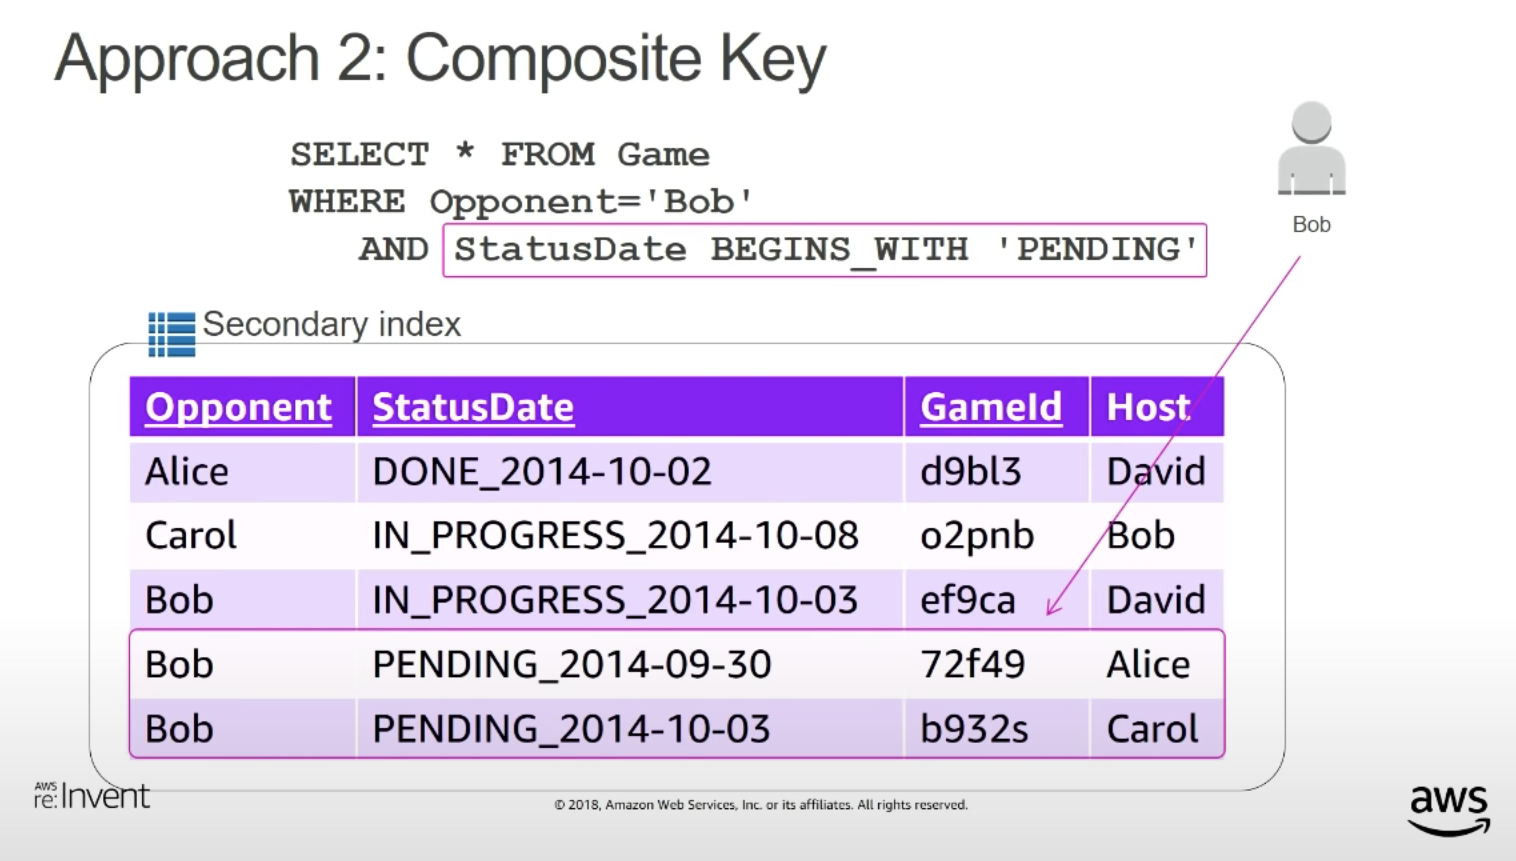 Approach 2: Composite Key
SELECT * FROM Game
WHERE Opponent='Bob'
AND StatusDate BEGINS_WITH 'PENDING'
Bob
Secondary index
Opponent StatusDate GameId Host
Alice DONE_2014-10-02 d9bl3 David
Carol IN_PROGRESS_2014-10-08 o2pnb Bob
Bob IN_PROGRESS_2014-10-03 ef9ca David
Bob PENDING_2014-09-30 72f49 Alice
Bob PENDING_2014-10-03 b932s Carol
AWS re:Invent
© 2018, Amazon Web Services, Inc. or its affiliates. All rights reserved.
aws